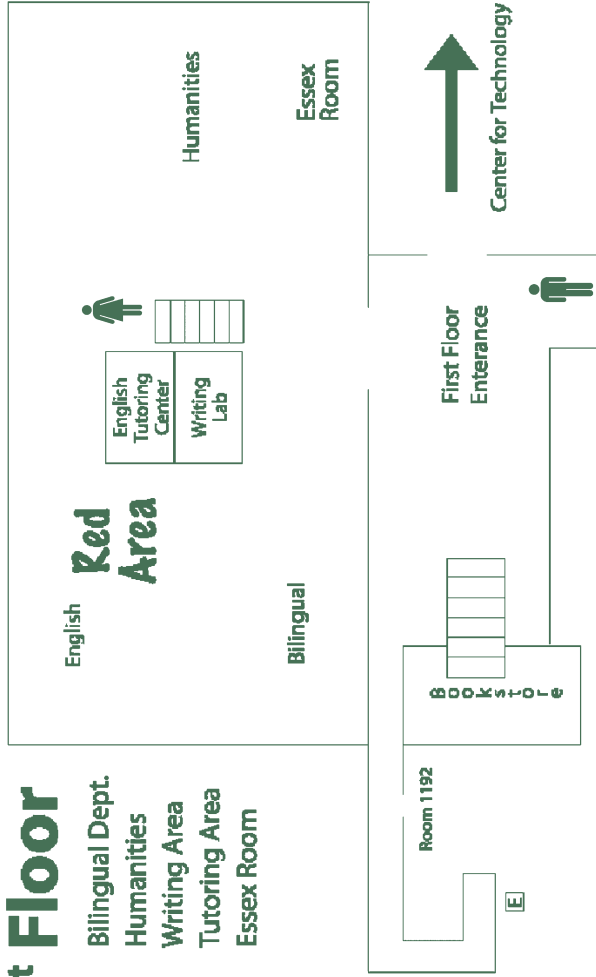 t Floor
Bilingual Dept.
Humanities
Writing Area
Tutoring Area
Essex Room
English
Red
Area
English
Tutoring
Center
Writing
Lab
Humanities
Bilingual
Essex
Room
Room 1192
Bookstore
First Floor
Enterance
Center for Technology
E